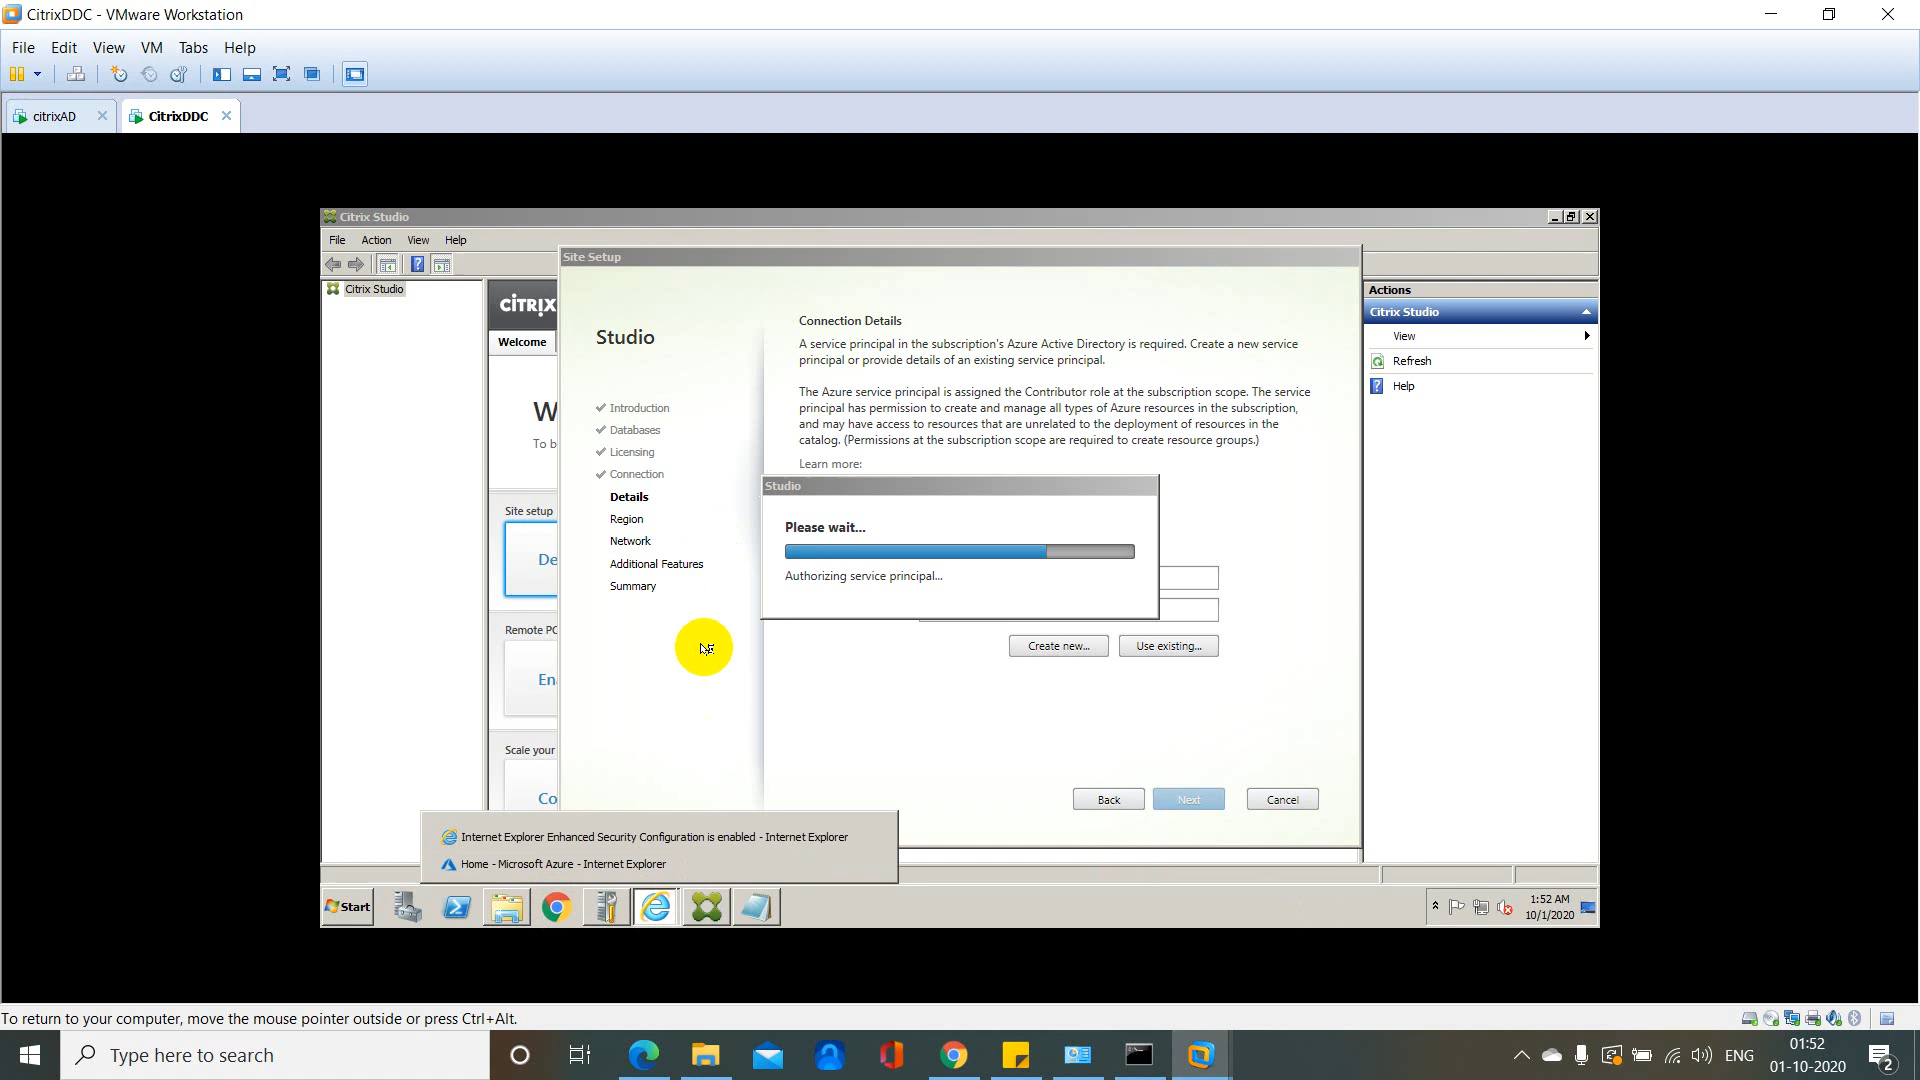 CitrixDDC - VMware Workstation
File Edit View VM Tabs Help
citrixAD CitrixDDC
Citrix Studio
File Action View Help
Citrix Studio
CİTRIX
Welcome
W
To b
Site setup
De
Remote PC
En
Scale your
Co
Site Setup
Studio
Introduction
Databases
Licensing
Connection
Details
Region
Network
Additional Features
Summary
Connection Details
A service principal in the subscription's Azure Active Directory is required. Create a new service
principal or provide details of an existing service principal.
The Azure service principal is assigned the Contributor role at the subscription scope. The service
principal has permission to create and manage all types of Azure resources in the subscription,
and may have access to resources that are unrelated to the deployment of resources in the
catalog. (Permissions at the subscription scope are required to create resource groups.)
Learn more:
Studio
Please wait...
Authorizing service principal...
Create new... Use existing...
Back Next Cancel
Actions
Citrix Studio
View
Refresh
Help
Internet Explorer Enhanced Security Configuration is enabled - Internet Explorer
Home - Microsoft Azure - Internet Explorer
Start
1:52 AM
10/1/2020
To return to your computer, move the mouse pointer outside or press Ctrl+Alt.
Type here to search
ENG
01:52
01-10-2020
2